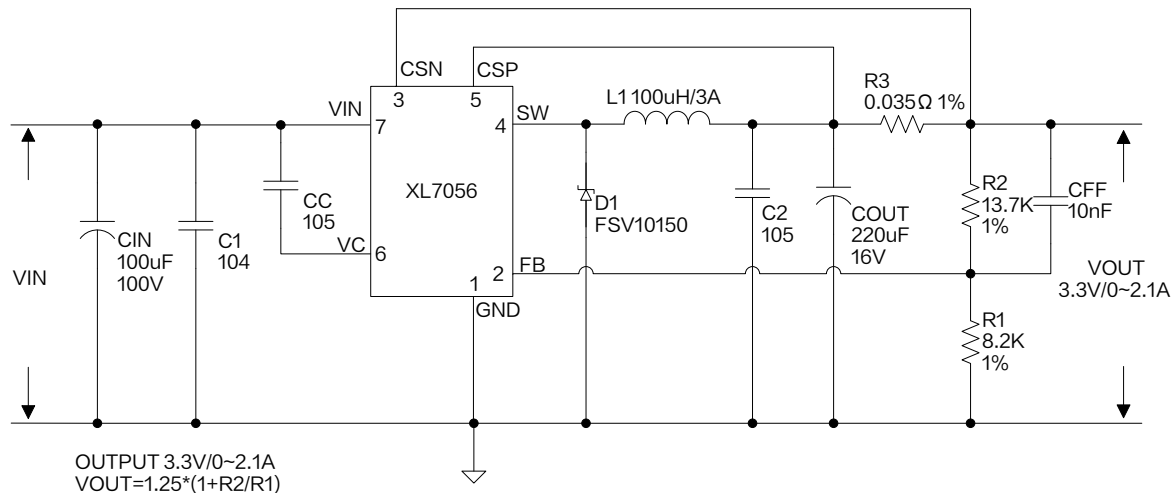 CSN
CSP
3
5
VIN
7
4
SW
L1 100uH/3A
R3
0.035Ω 1%
XL7056
CC
105
VC
6
CIN
100uF
100V
C1
104
D1
FSV10150
C2
105
COUT
220uF
16V
R2
13.7K
1%
CFF
10nF
2
FB
1
GND
R1
8.2K
1%
VIN
VOUT
3.3V/0~2.1A
OUTPUT 3.3V/0~2.1A
VOUT=1.25*(1+R2/R1)